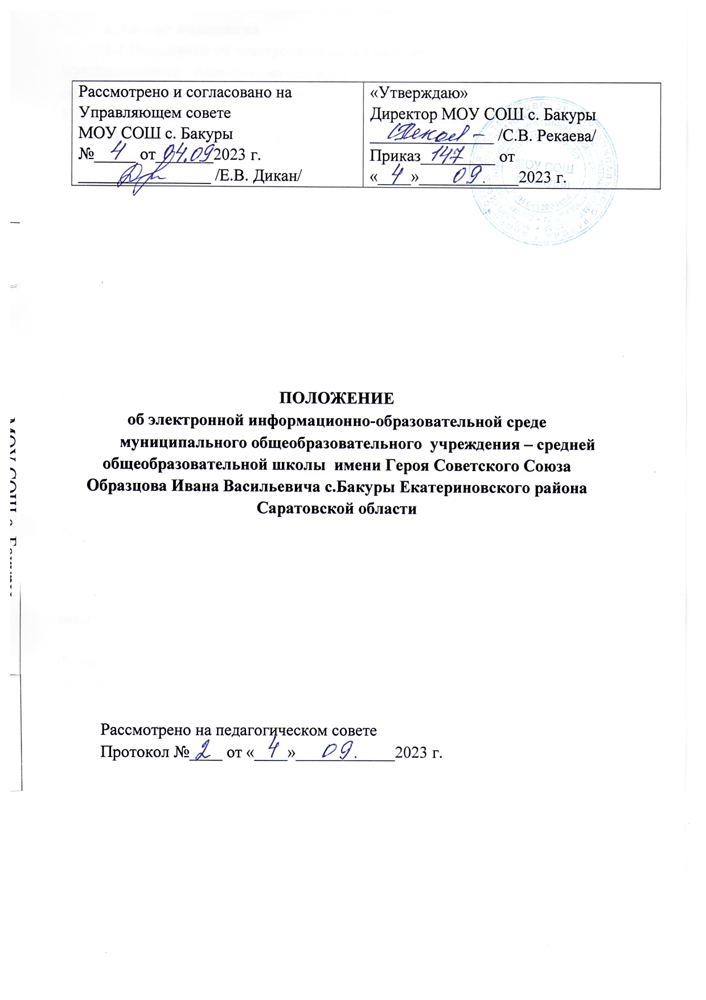 Рассмотрено и согласовано на
Управляющем совете
МОУ СОШ с. Бакуры
№ 4 от 04.09 2023 г.
/Е.В. Дикан/
«Утверждаю»
Директор МОУ СОШ с. Бакуры
/С.В. Рекаева/
Приказ 147 от
« 4 » 09. 2023 г.
МОУ СОШ
ПОЛОЖЕНИЕ
об электронной информационно-образовательной среде
муниципального общеобразовательного учреждения – средней
общеобразовательной школы имени Героя Советского Союза
Образцова Ивана Васильевича с.Бакуры Екатериновского района
Саратовской области
Рассмотрено на педагогическом совете
Протокол № 2 от « 4 » 09. 2023 г.